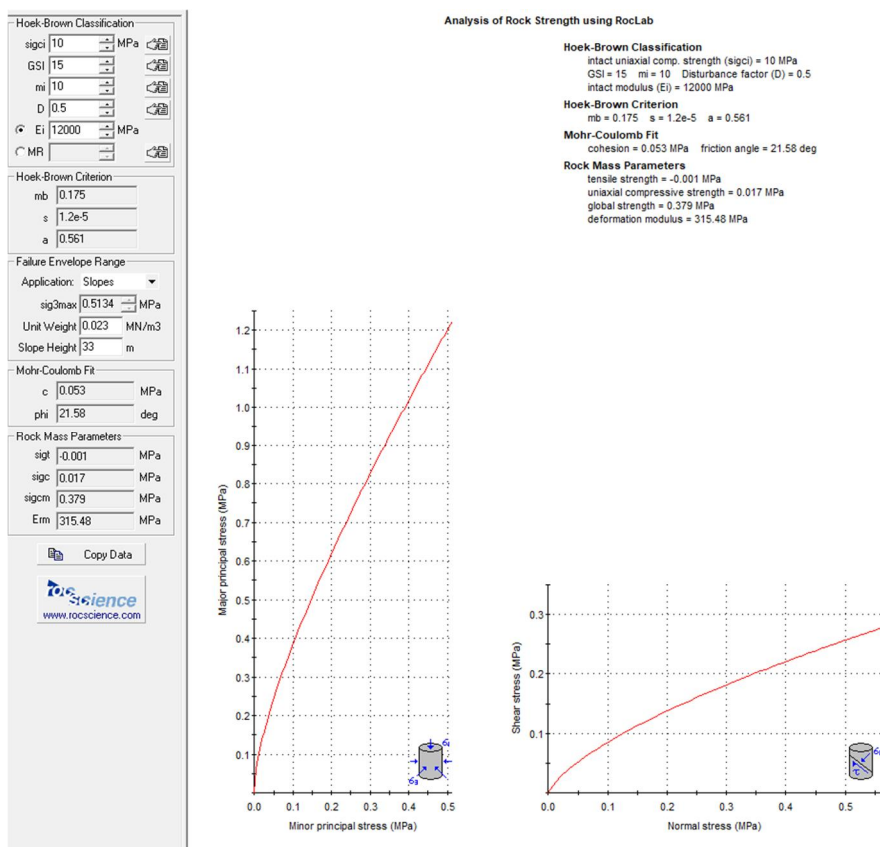 Hoek-Brown Classification
sigci 10 MPa
GSI 15
mi 10
D 0.5
Ei 12000 MPa
MR
Hoek-Brown Criterion
mb 0.175
s 1.2e-5
a 0.561
Failure Envelope Range
Application: Slopes
sig3max 0.5134 MPa
Unit Weight 0.023 MN/m3
Slope Height 33 m
Mohr-Coulomb Fit
c 0.053 MPa
phi 21.58 deg
Rock Mass Parameters
sigt -0.001 MPa
sigc 0.017 MPa
sigcm 0.379 MPa
Erm 315.48 MPa
Copy Data
rocscience
www.rocscience.com
Analysis of Rock Strength using RocLab
Hoek-Brown Classification
intact uniaxial comp. strength (sigci) = 10 MPa
GSI = 15 mi = 10 Disturbance factor (D) = 0.5
intact modulus (Ei) = 12000 MPa
Hoek-Brown Criterion
mb = 0.175 s = 1.2e-5 a = 0.561
Mohr-Coulomb Fit
cohesion = 0.053 MPa friction angle = 21.58 deg
Rock Mass Parameters
tensile strength = -0.001 MPa
uniaxial compressive strength = 0.017 MPa
global strength = 0.379 MPa
deformation modulus = 315.48 MPa
Major principal stress (MPa)
1.2
1.1
1.0
0.9
0.8
0.7
0.6
0.5
0.4
0.3
0.2
0.1
0.0 0.1 0.2 0.3 0.4 0.5
Minor principal stress (MPa)
σ1
σ3
Shear stress (MPa)
0.3
0.2
0.1
0.0 0.1 0.2 0.3 0.4 0.5
Normal stress (MPa)
τ